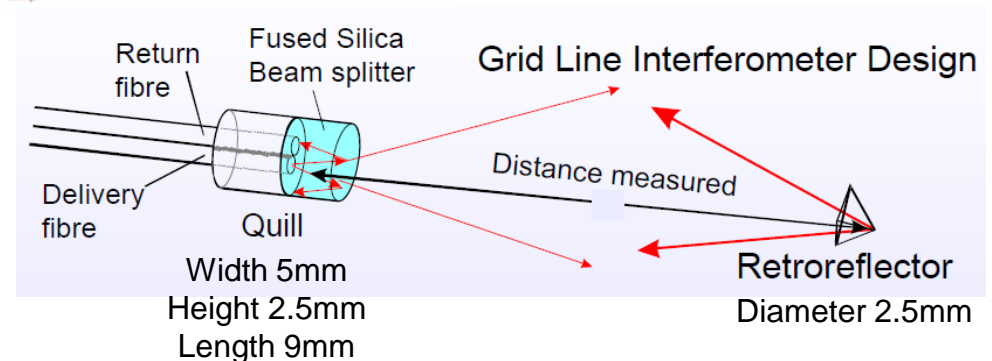 Return
fibre
Fused Silica
Beam splitter
Grid Line Interferometer Design
Distance measured
Delivery
fibre
Quill
Width 5mm
Height 2.5mm
Length 9mm
Retroreflector
Diameter 2.5mm